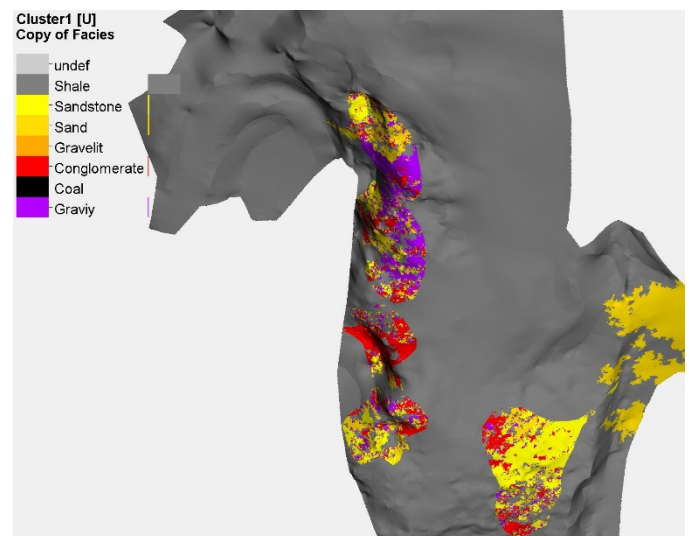 Cluster1 [U]
Copy of Facies
undef
Shale
Sandstone
Sand
Gravelit
Conglomerate
Coal
Graviy